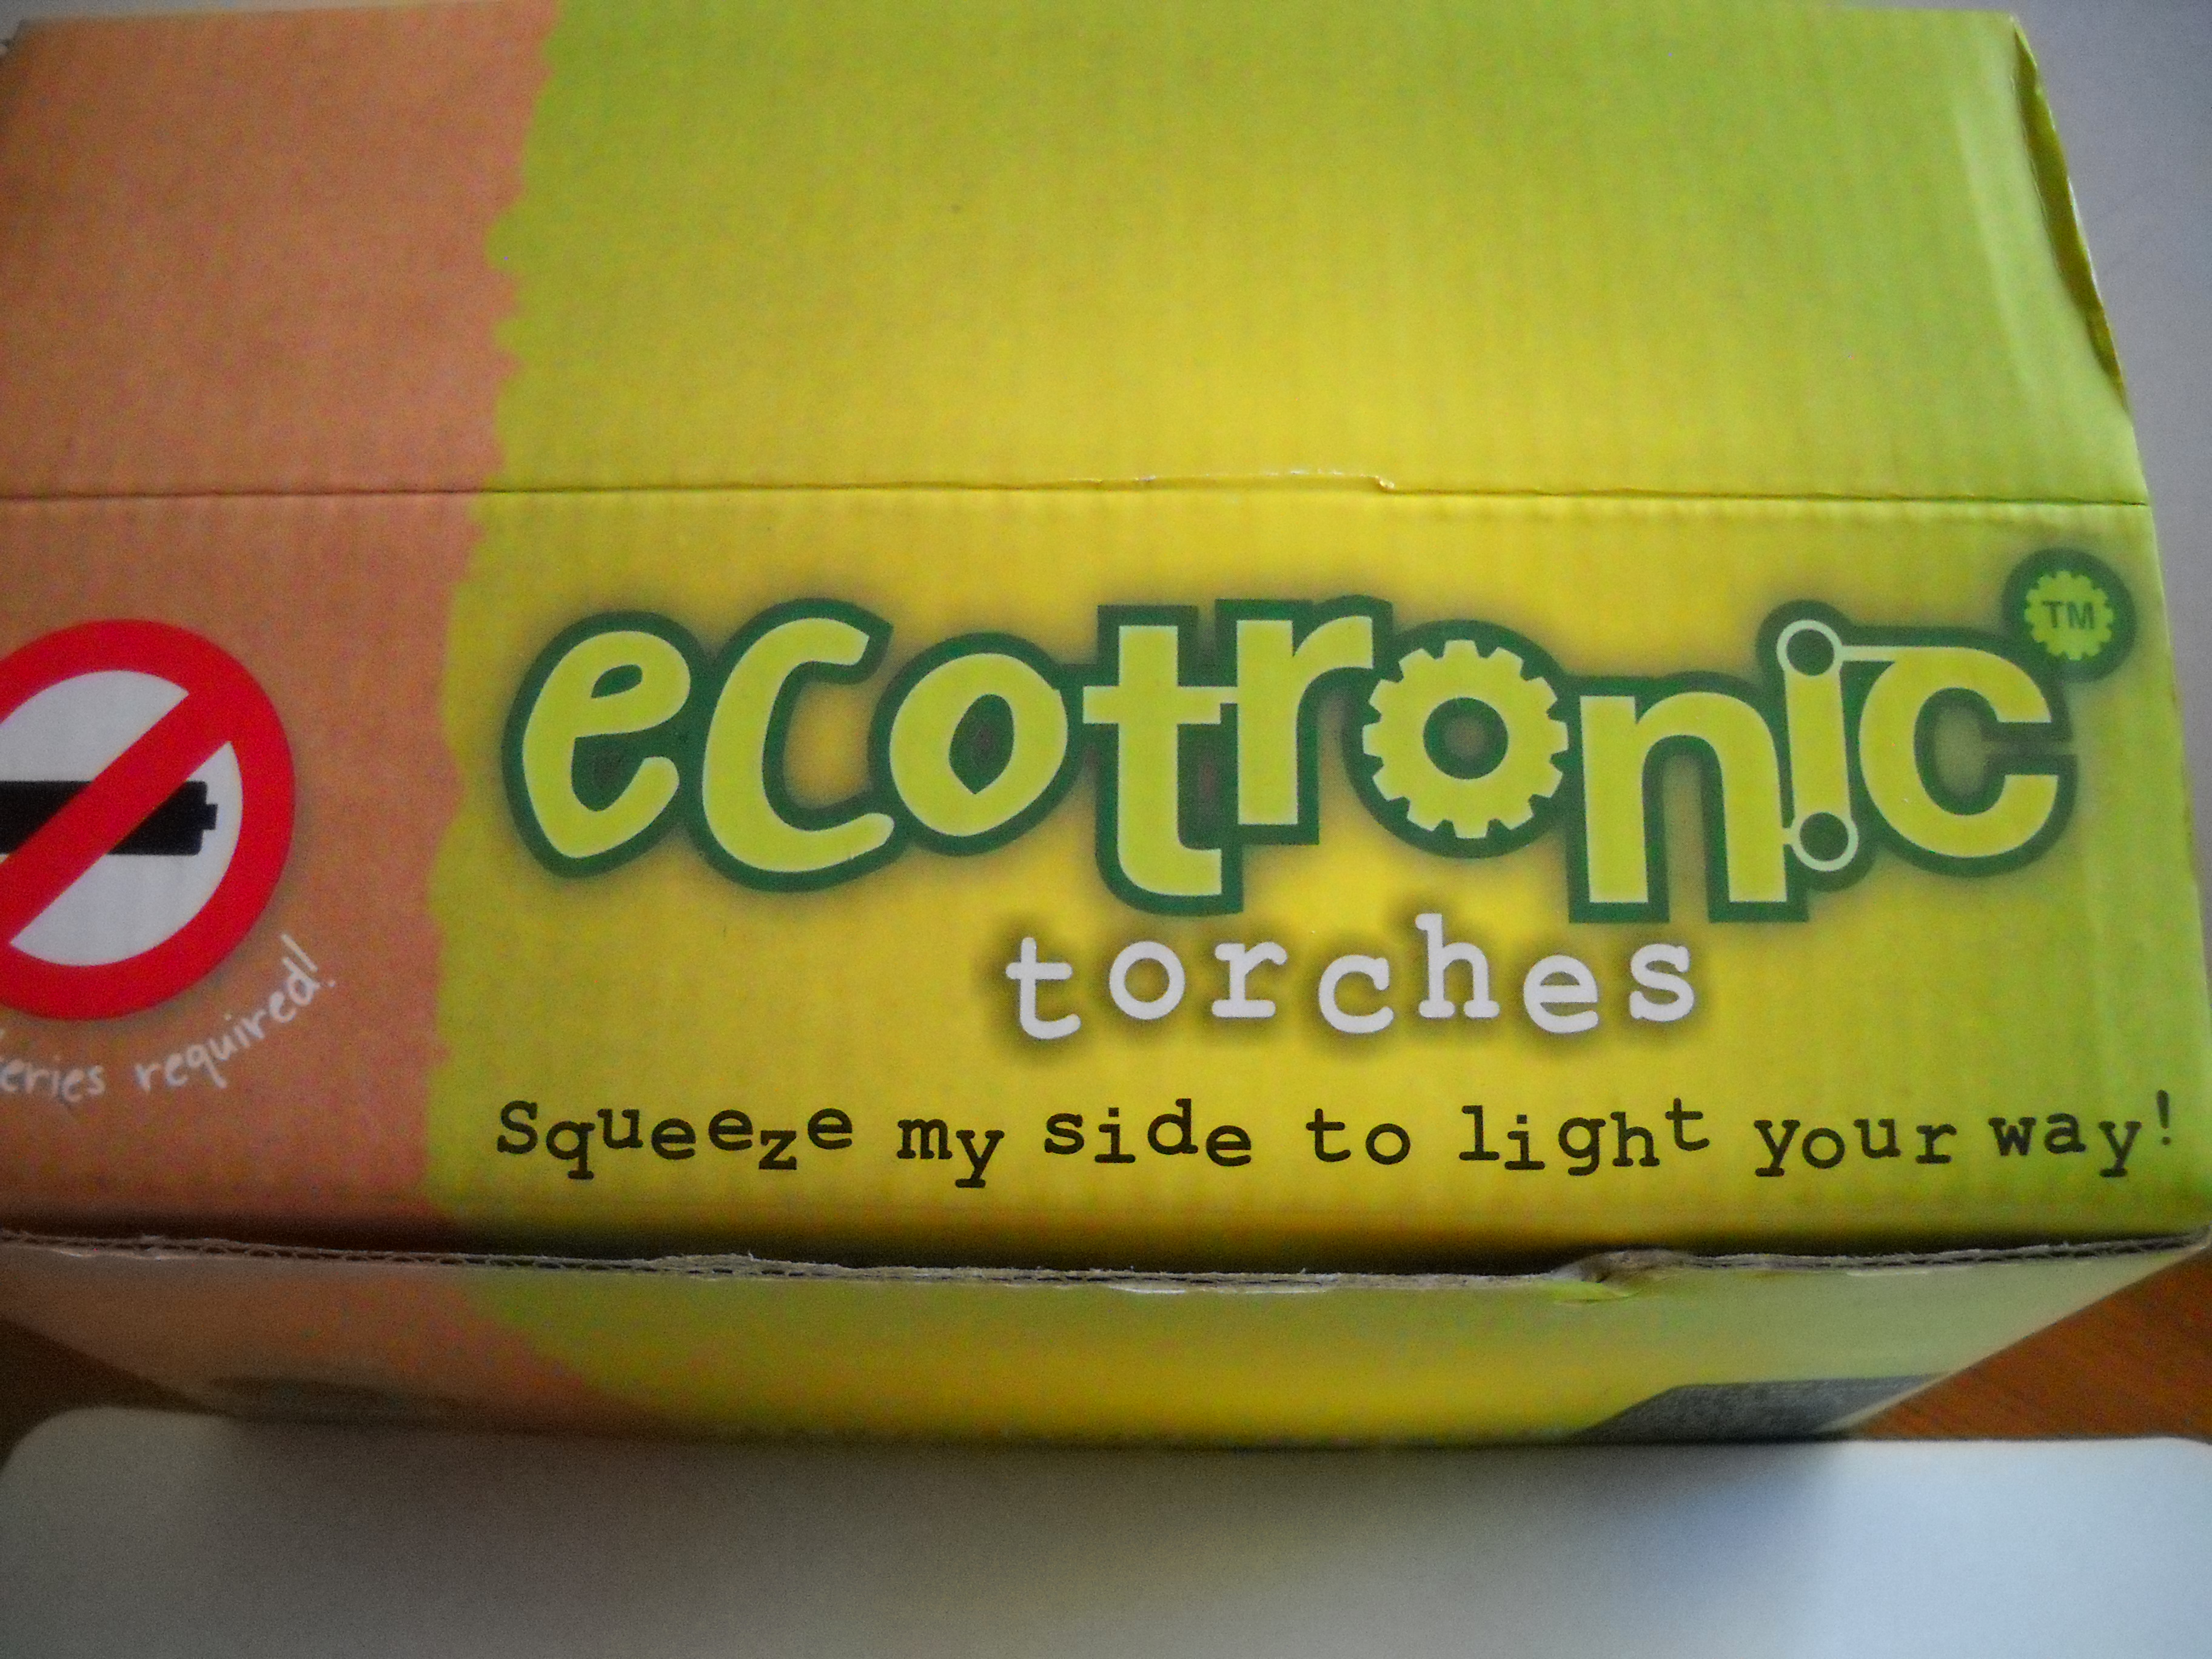 ecotronic TM
torches
Squeeze my side to light your way!
required!